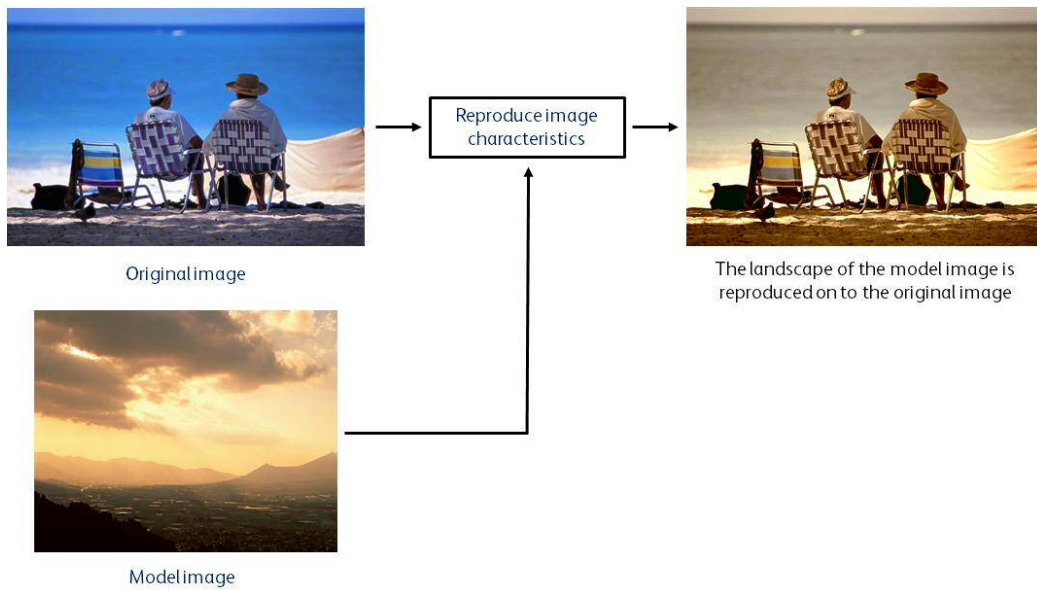 Reproduce image
characteristics
Original image
The landscape of the model image is
reproduced on to the original image
Model image